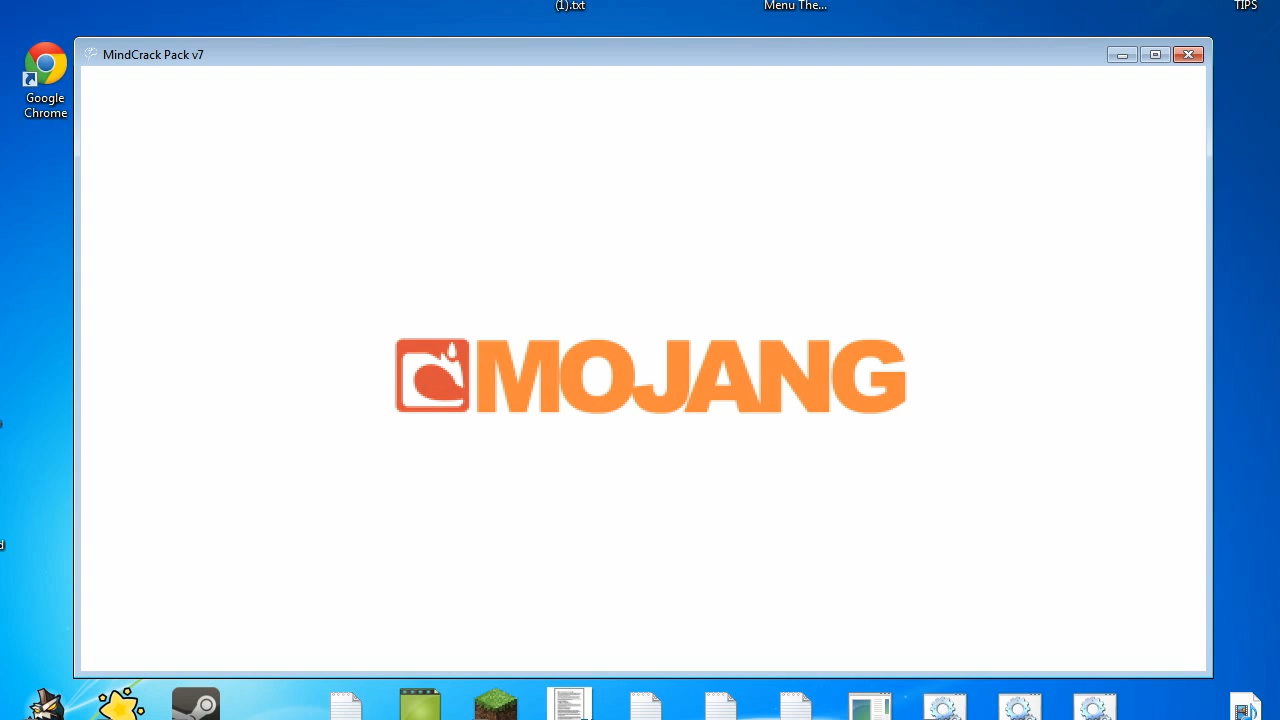 (1).txt
Menu The...
TIPS
MindCrack Pack v7
Google
Chrome
MOJANG